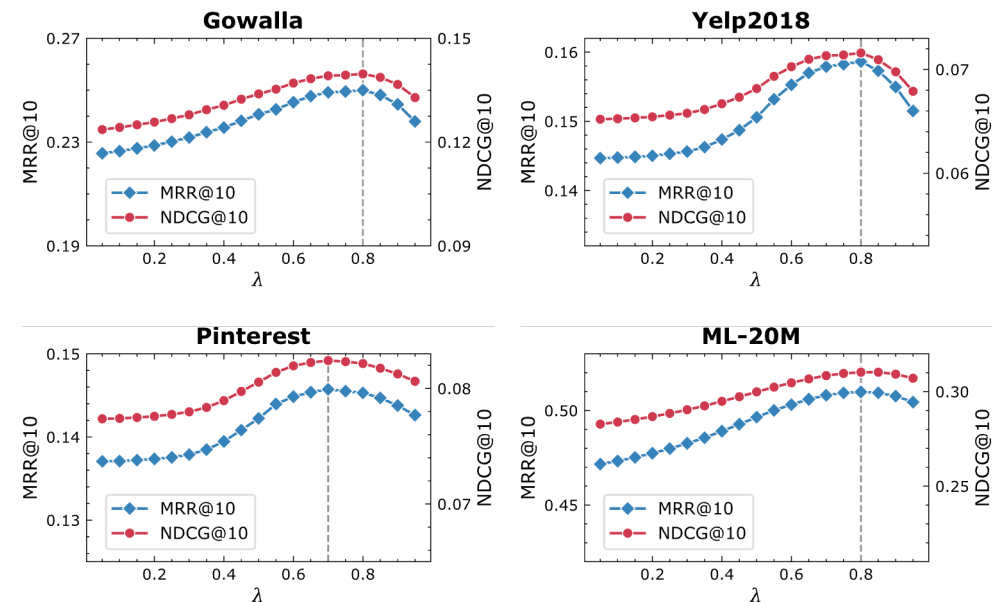 Gowalla
0.27
0.23
0.19
0.15
0.12
0.09
MRR@10
NDCG@10
MRR@10
NDCG@10
0.2 0.4 0.6 0.8
λ
Yelp2018
0.16
0.15
0.14
0.07
0.06
MRR@10
NDCG@10
MRR@10
NDCG@10
0.2 0.4 0.6 0.8
λ
Pinterest
0.15
0.14
0.13
0.08
0.07
MRR@10
NDCG@10
MRR@10
NDCG@10
0.2 0.4 0.6 0.8
λ
ML-20M
0.50
0.45
0.30
0.25
MRR@10
NDCG@10
MRR@10
NDCG@10
0.2 0.4 0.6 0.8
λ